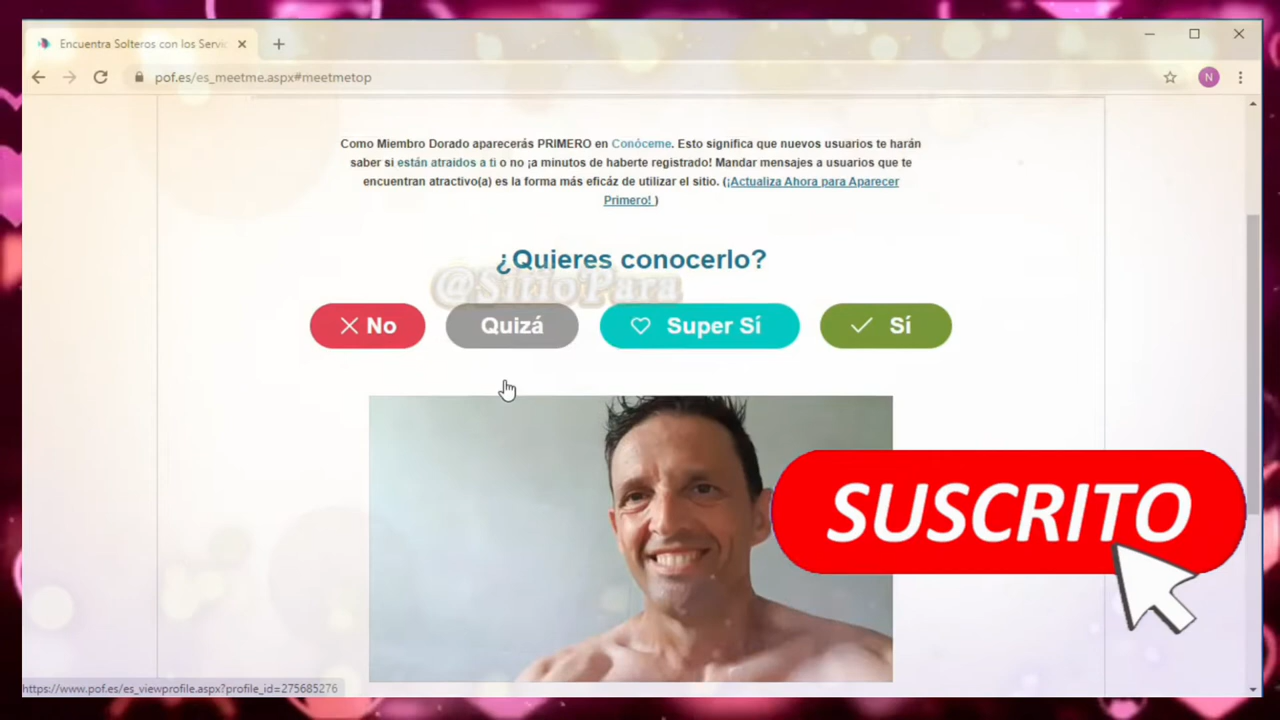 Encuentra Solteros con los Servic
pof.es/es_meetme.aspx#meetmetop
N
Como Miembro Dorado aparecerás PRIMERO en Conóceme. Esto significa que nuevos usuarios te harán
saber si están atraidos a ti o no ¡a minutos de haberte registrado! Mandar mensajes a usuarios que te
encuentran atractivo(a) es la forma más eficáz de utilizar el sitio. (¡Actualiza Ahora para Aparecer
Primero! )
¿Quieres conocerlo?
@SitioPara
No Quizá Super Sí Sí
SUSCRITO
https://www.pof.es/es_viewprofile.aspx?profile_id=275685276